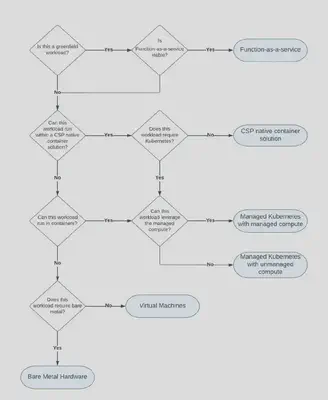 Is this a greenfield
workload?
Yes
Is
Function-as-a-service
viable?
Yes
Function-as-a-service
No
Can this
workload run
within a CSP native
container
solution?
Yes
Does this
workload require
Kubernetes?
No
CSP native container
solution
No
Yes
Can this workload
run in containers?
Yes
Can this
workload leverage
the managed
compute?
Yes
Managed Kubernetes
with managed compute
No
Managed Kubernetes
with unmanaged
compute
No
Does this
workload require bare
metal?
No
Virtual Machines
Yes
Bare Metal Hardware